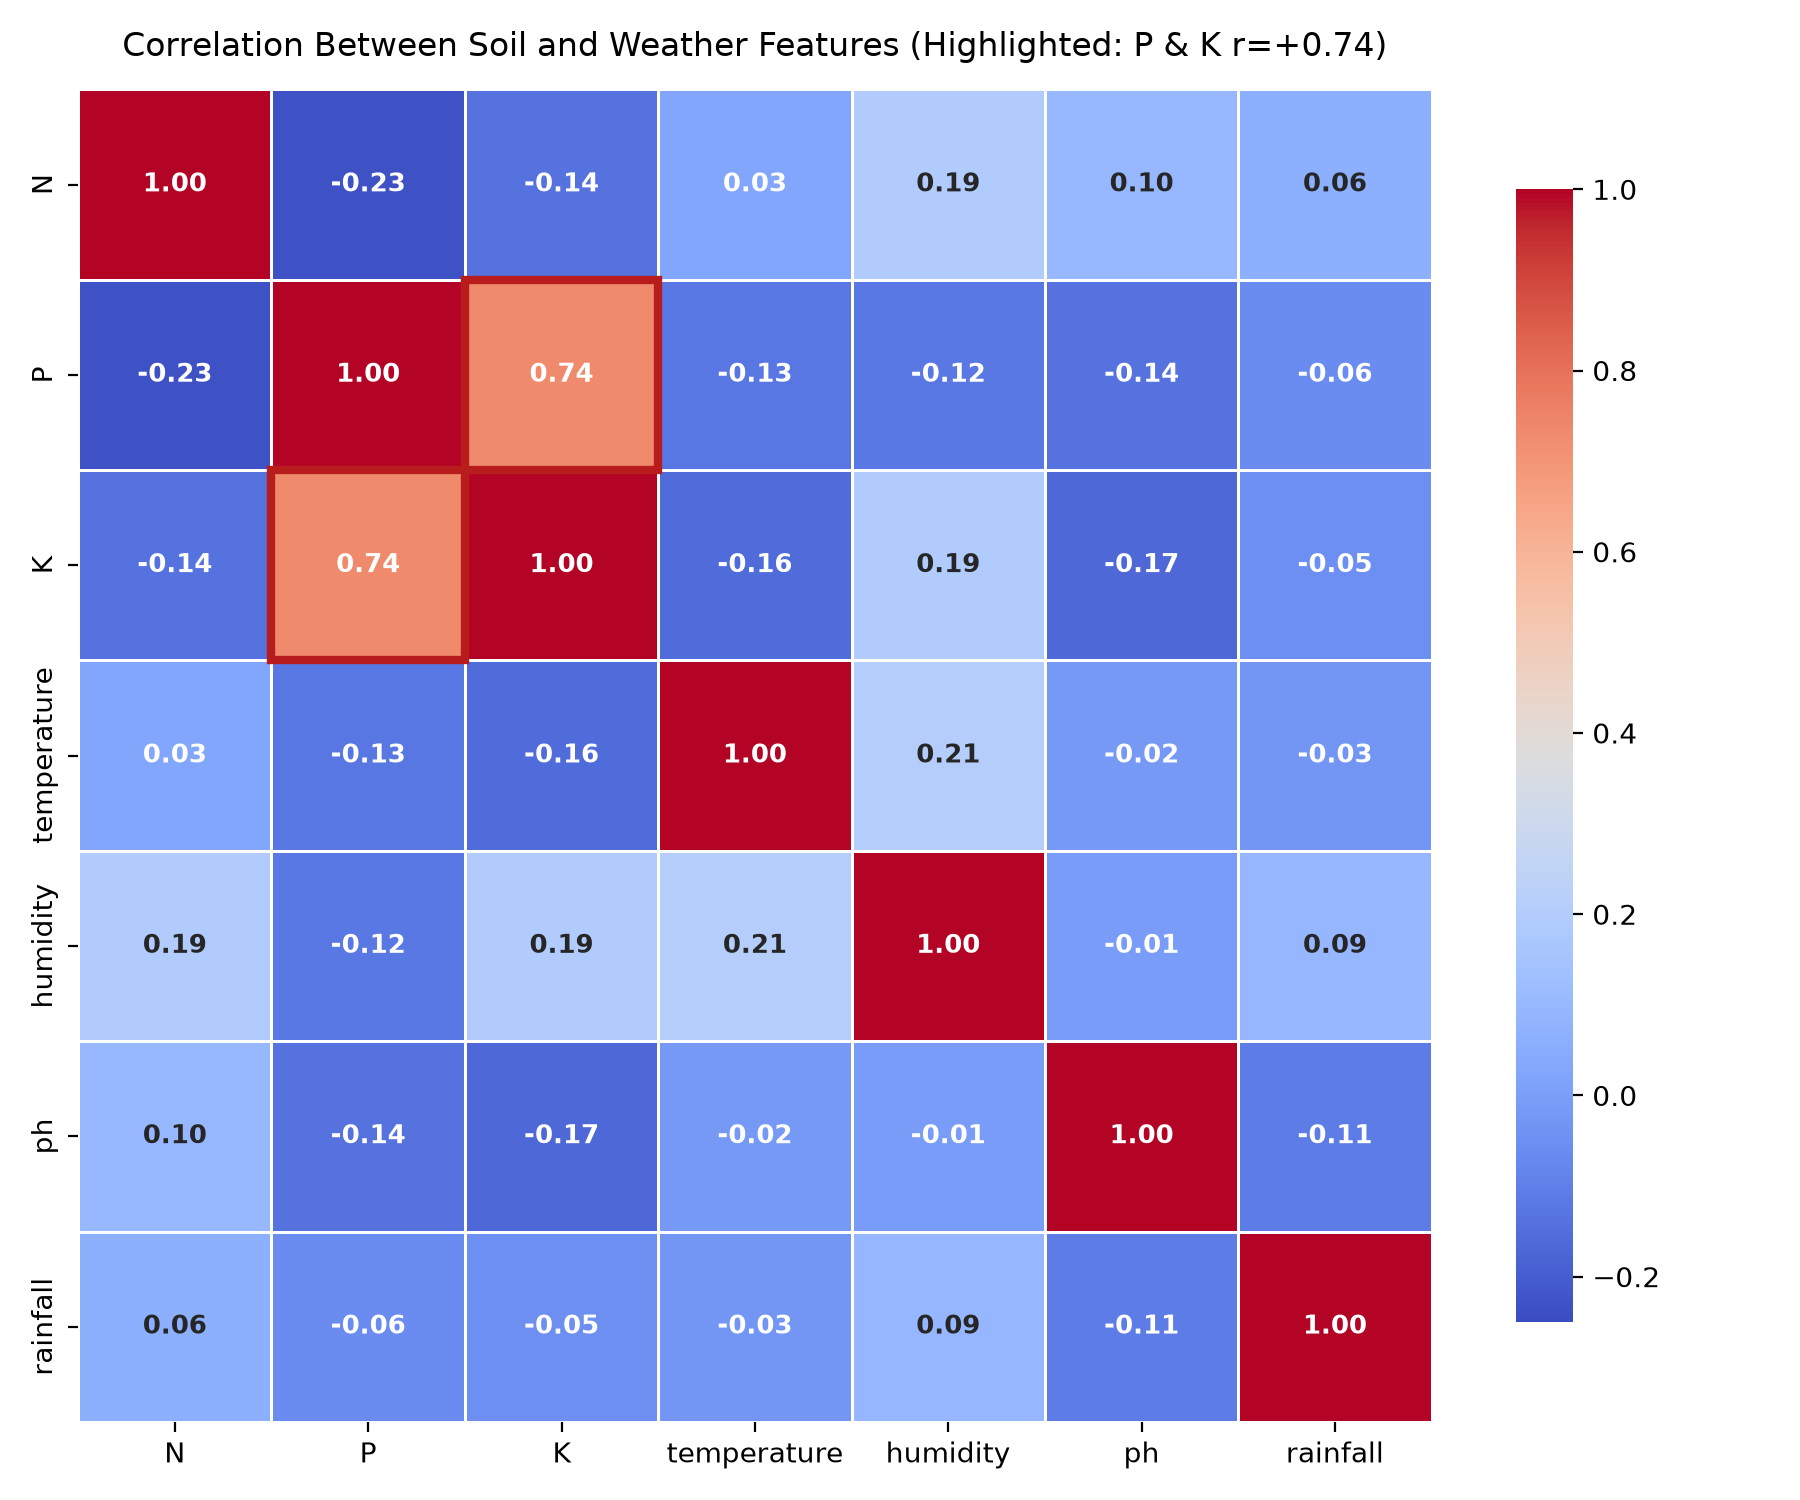 Correlation Between Soil and Weather Features (Highlighted: P & K r=+0.74)
N 1.00 -0.23 -0.14 0.03 0.19 0.10 0.06
P -0.23 1.00 0.74 -0.13 -0.12 -0.14 -0.06
K -0.14 0.74 1.00 -0.16 0.19 -0.17 -0.05
temperature 0.03 -0.13 -0.16 1.00 0.21 -0.02 -0.03
humidity 0.19 -0.12 0.19 0.21 1.00 -0.01 0.09
ph 0.10 -0.14 -0.17 -0.02 -0.01 1.00 -0.11
rainfall 0.06 -0.06 -0.05 -0.03 0.09 -0.11 1.00
N P K temperature humidity ph rainfall
1.0
0.8
0.6
0.4
0.2
0.0
−0.2